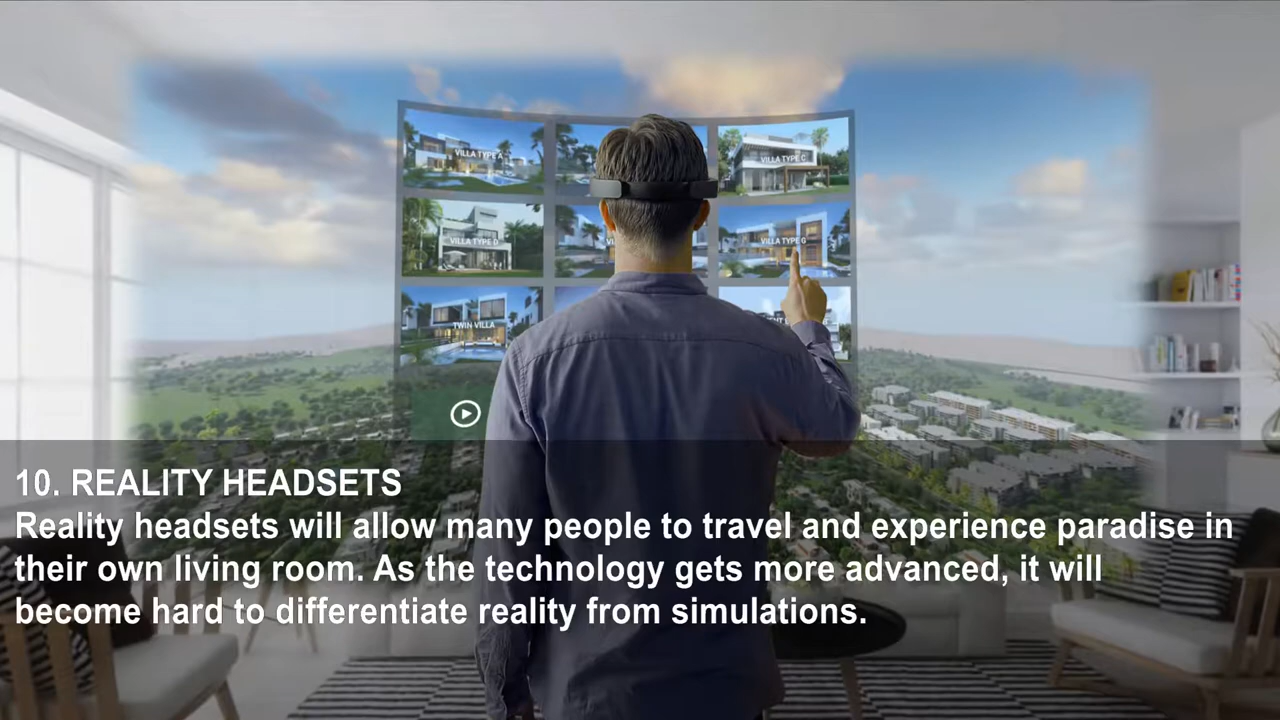 VILLA TYPE A
VILLA TYPE C
VILLA TYPE D
VILLA TYPE G
TWIN VILLA
10. REALITY HEADSETS
Reality headsets will allow many people to travel and experience paradise in
their own living room. As the technology gets more advanced, it will
become hard to differentiate reality from simulations.